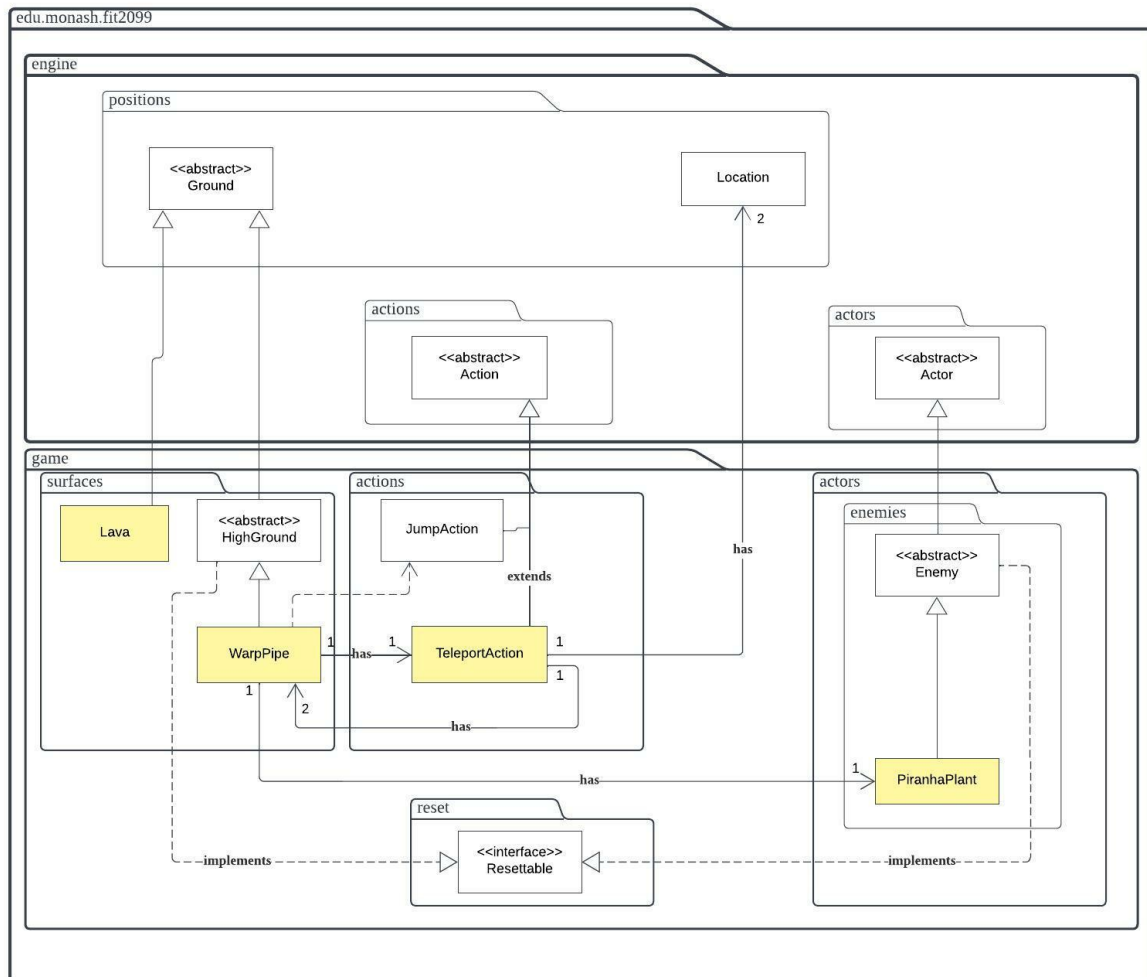 edu.monash.fit2099
engine
positions
<<abstract>>
Ground
Location
2
actions
<<abstract>>
Action
actors
<<abstract>>
Actor
game
surfaces
actions
actors
Lava
<<abstract>>
HighGround
JumpAction
enemies
<<abstract>>
Enemy
has
extends
WarpPipe
1
has
1
TeleportAction
1
1
1
2
has
has
1
PiranhaPlant
reset
<<interface>>
Resettable
implements
implements